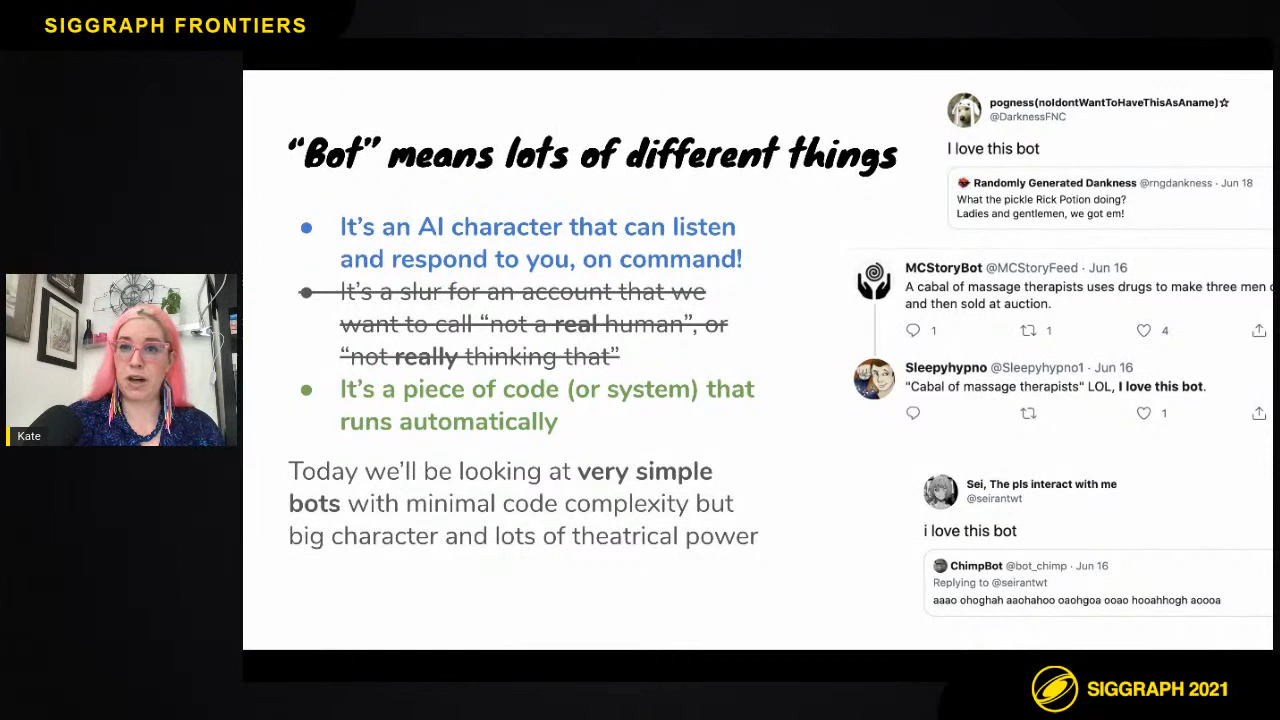 SIGGRAPH FRONTIERS
“Bot” means lots of different things
● It’s an AI character that can listen
and respond to you, on command!
● It’s a slur for an account that we
want to call “not a real human”, or
“not really thinking that”
● It’s a piece of code (or system) that
runs automatically
Today we’ll be looking at very simple
bots with minimal code complexity but
big character and lots of theatrical power
pogness(noIdontWantToHaveThisAsAname)☆
@DarknessFNC
I love this bot
Randomly Generated Dankness @rngdankness · Jun 18
What the pickle Rick Potion doing?
Ladies and gentlemen, we got em!
MCStoryBot @MCStoryFeed · Jun 16
A cabal of massage therapists uses drugs to make three men
and then sold at auction.
1 1 4
Sleepyhypno @Sleepyhypno1 · Jun 16
"Cabal of massage therapists" LOL, I love this bot.
1
Sei, The pls interact with me
@seirantwt
i love this bot
ChimpBot @bot_chimp · Jun 16
Replying to @seirantwt
aaao ohoghah aaohahoo oaohgoa ooao hooahhogh aoooa
Kate
SIGGRAPH 2021